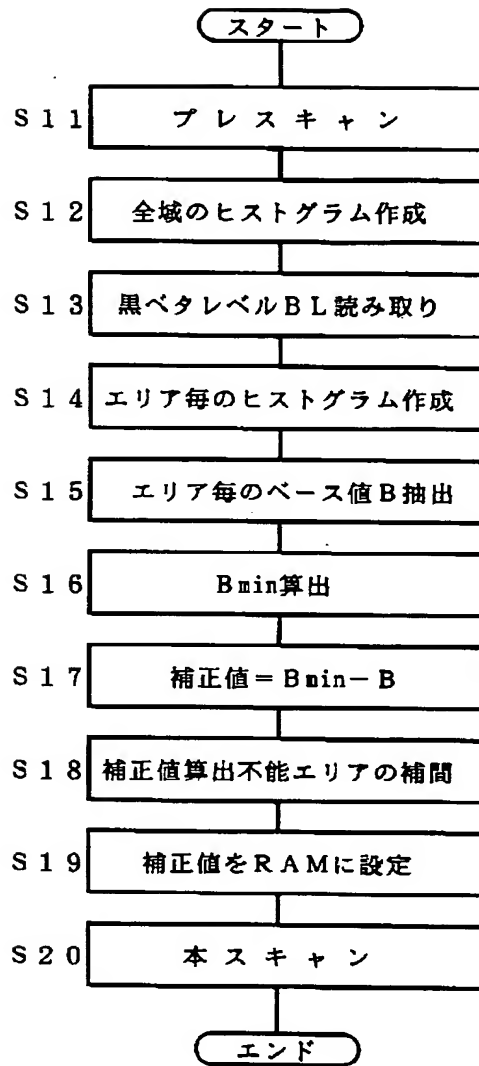 スタート
S11 プレスキャン
S12 全域のヒストグラム作成
S13 黒ベタレベルBL読み取り
S14 エリア毎のヒストグラム作成
S15 エリア毎のベース値B抽出
S16 Bmin算出
S17 補正値=Bmin-B
S18 補正値算出不能エリアの補間
S19 補正値をRAMに設定
S20 本スキャン
エンド